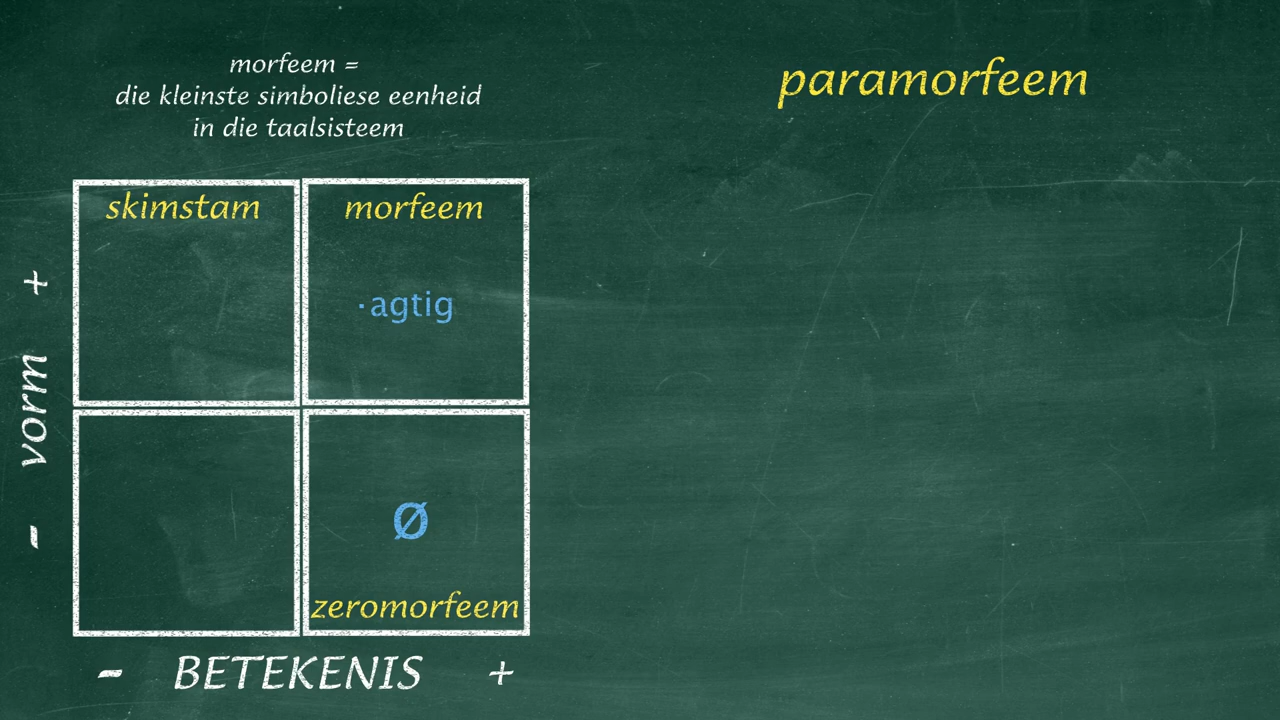 morfeem =
die kleinste simboliese eenheid
in die taalsisteem
paramorfeem
skimstam
morfeem
·agtig
Ø
zeromorfeem
- vorm +
- BETEKENIS +